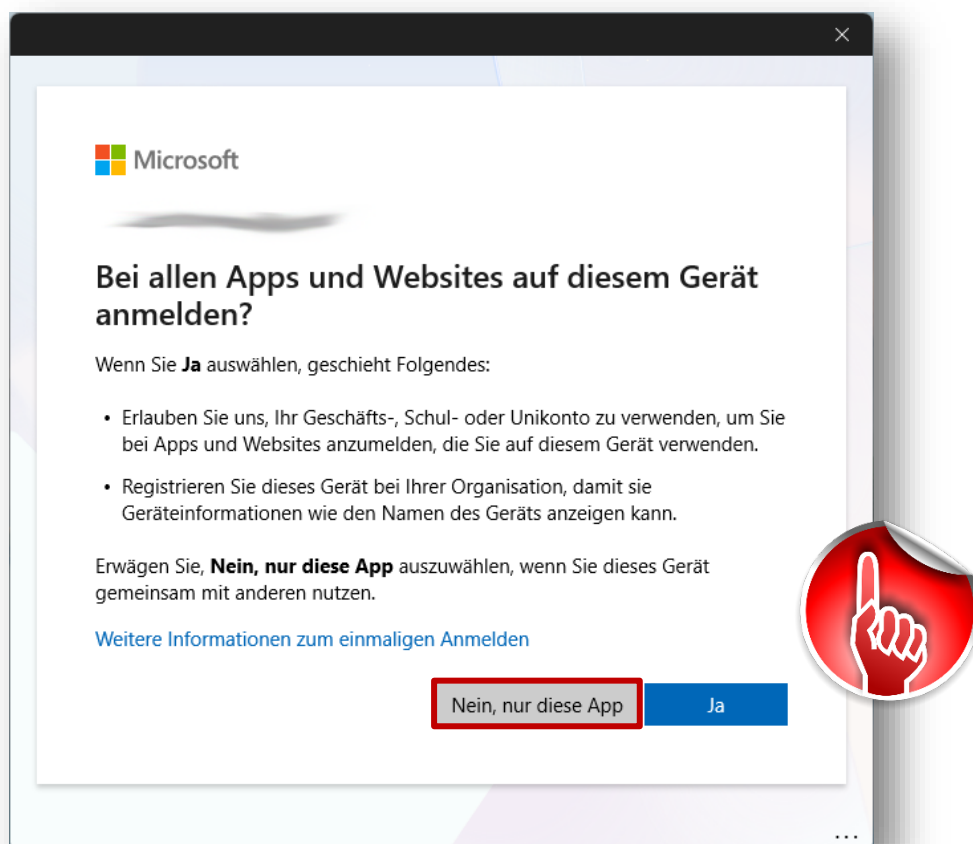 Microsoft
Bei allen Apps und Websites auf diesem Gerät
anmelden?
Wenn Sie Ja auswählen, geschieht Folgendes:
• Erlauben Sie uns, Ihr Geschäfts-, Schul- oder Unikonto zu verwenden, um Sie
bei Apps und Websites anzumelden, die Sie auf diesem Gerät verwenden.
• Registrieren Sie dieses Gerät bei Ihrer Organisation, damit sie
Geräteinformationen wie den Namen des Geräts anzeigen kann.
Erwägen Sie, Nein, nur diese App auszuwählen, wenn Sie dieses Gerät
gemeinsam mit anderen nutzen.
Weitere Informationen zum einmaligen Anmelden
Nein, nur diese App Ja